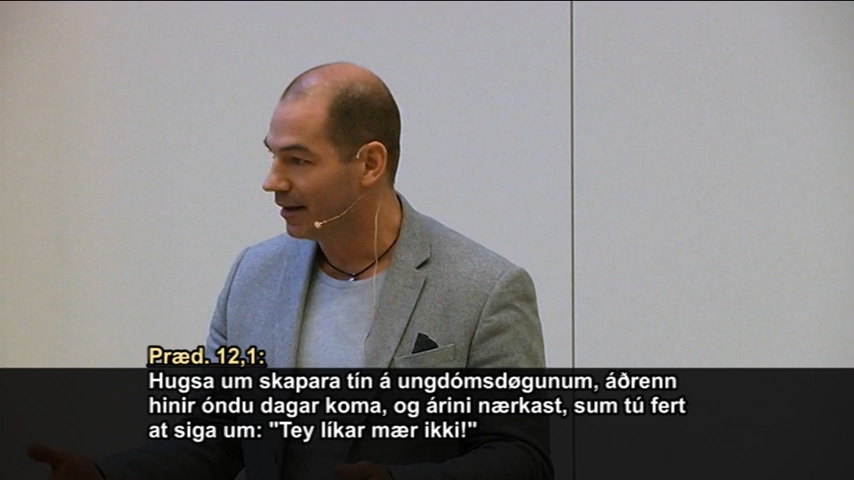 Præd. 12,1:
Hugsa um skapara tín á ungdómsdøgunum, áðrenn
hinir óndu dagar koma, og árini nærkast, sum tú fert
at siga um: "Tey líkar mær ikki!"